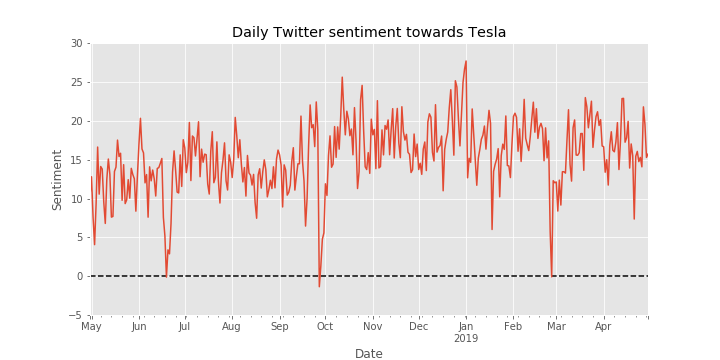 Daily Twitter sentiment towards Tesla
30
25
20
15
10
5
0
−5
Sentiment
May Jun Jul Aug Sep Oct Nov Dec Jan Feb Mar Apr
2019
Date